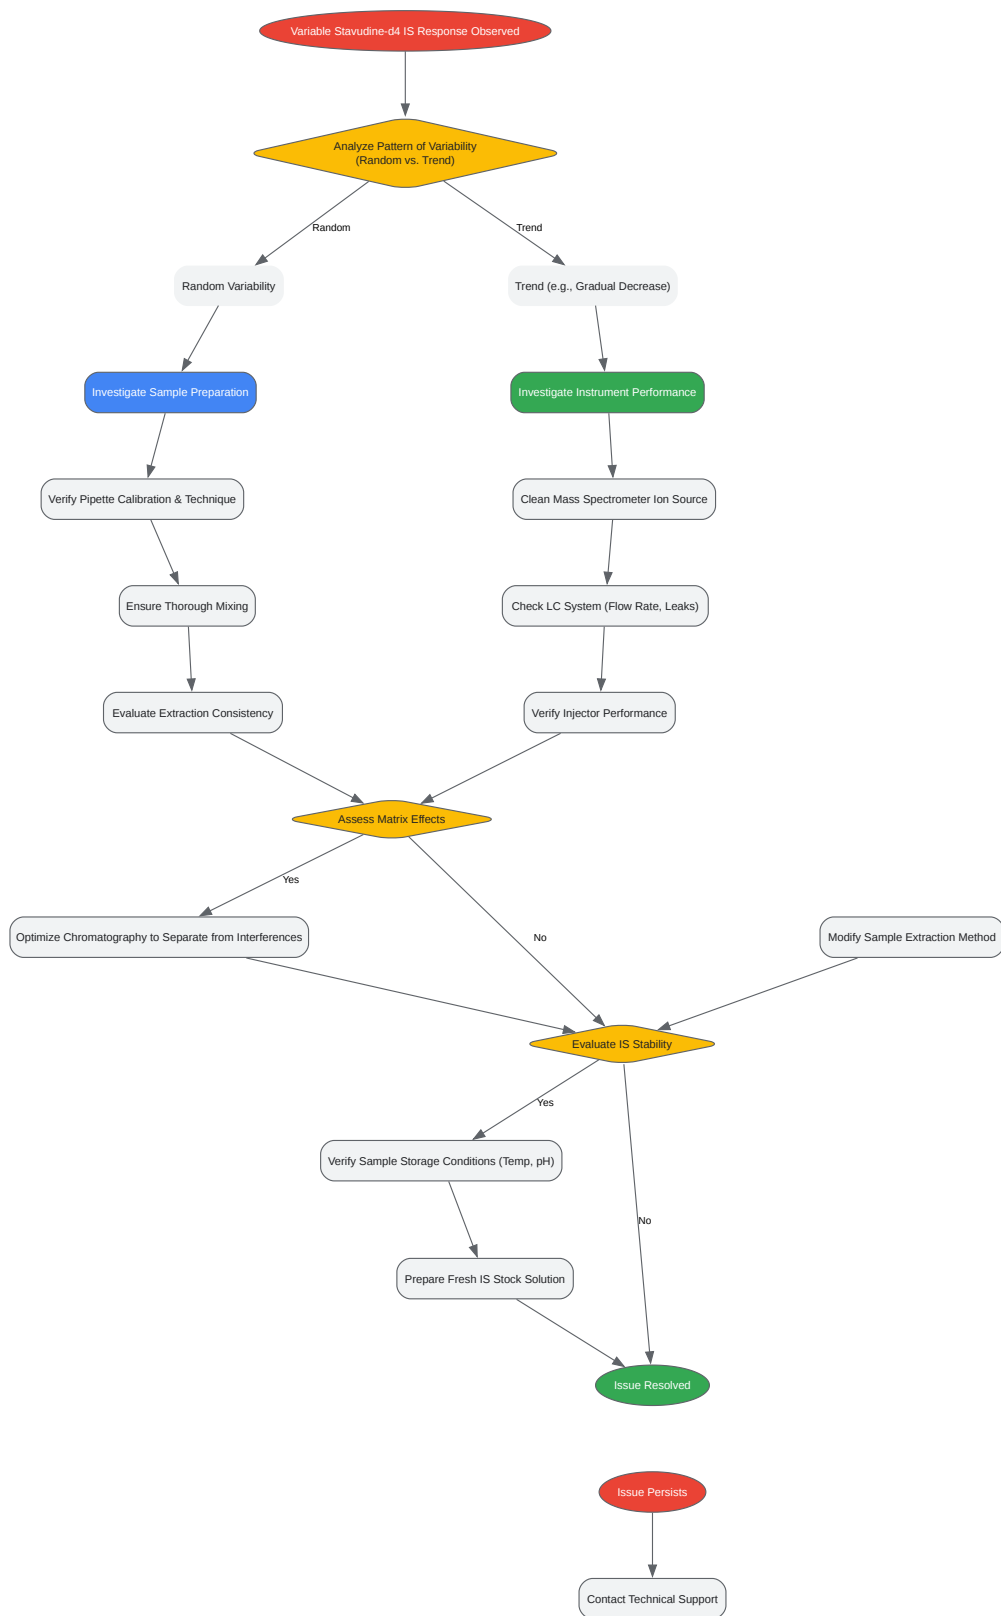 Variable Stavudine-d4 IS Response Observed
Analyze Pattern of Variability
(Random vs. Trend)
Random
Trend
Random Variability
Trend (e.g., Gradual Decrease)
Investigate Sample Preparation
Investigate Instrument Performance
Verify Pipette Calibration & Technique
Clean Mass Spectrometer Ion Source
Ensure Thorough Mixing
Check LC System (Flow Rate, Leaks)
Evaluate Extraction Consistency
Verify Injector Performance
Assess Matrix Effects
Yes
No
Optimize Chromatography to Separate from Interferences
Modify Sample Extraction Method
Evaluate IS Stability
Yes
Verify Sample Storage Conditions (Temp, pH)
No
Prepare Fresh IS Stock Solution
Issue Resolved
Issue Persists
Contact Technical Support